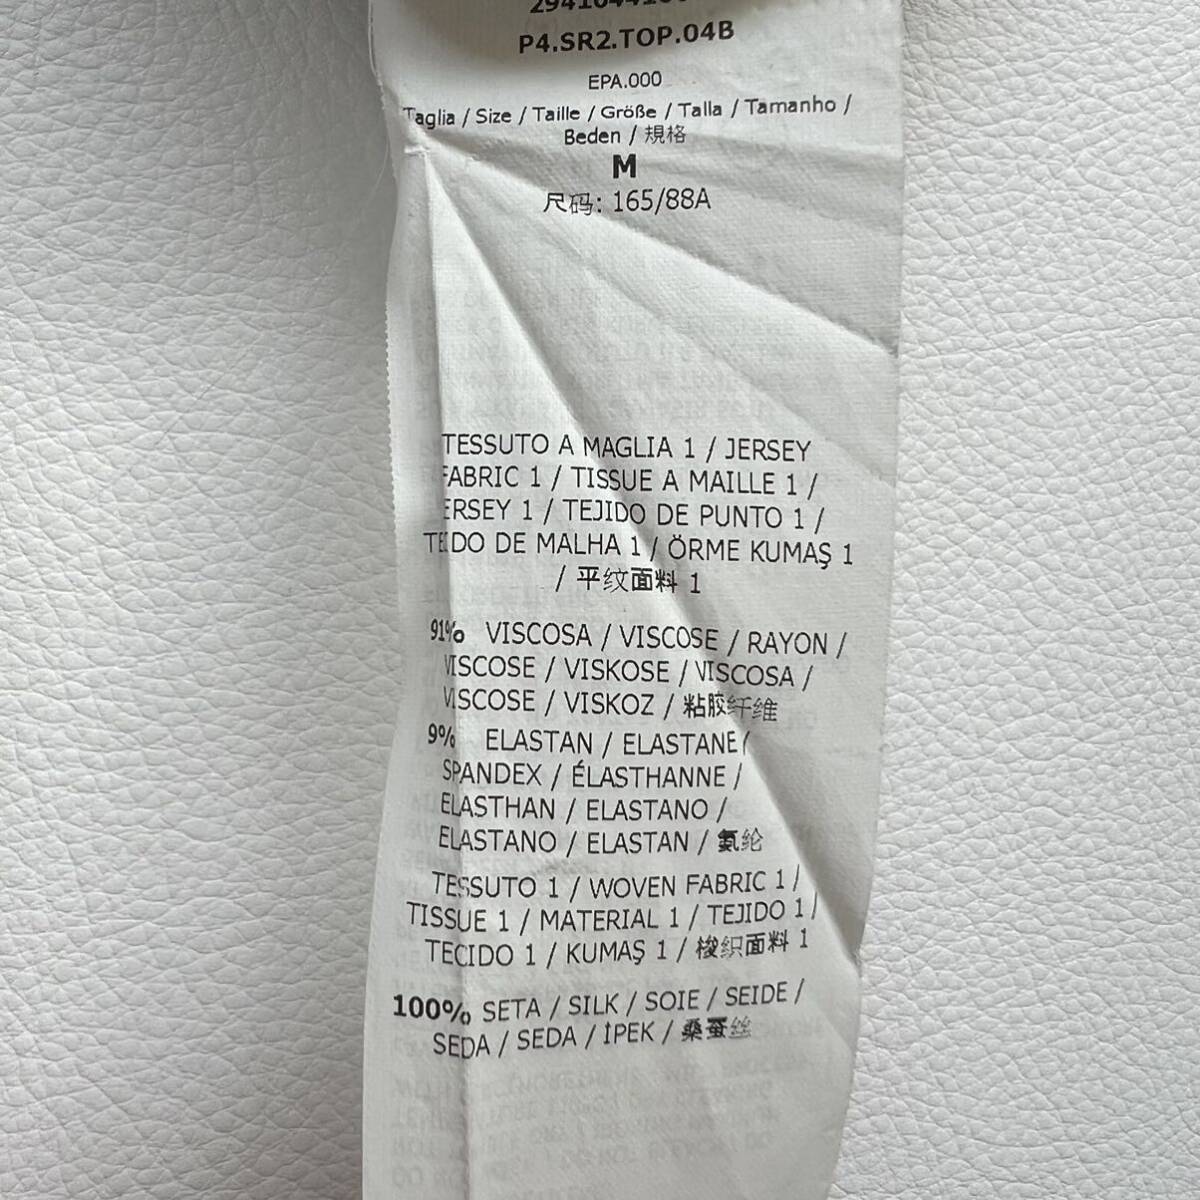 P4.SR2.TOP.04B
EPA.000
Taglia / Size / Taille / Größe / Talla / Tamanho /
Beden / 規格
M
尺码: 165/88A
TESSUTO A MAGLIA 1 / JERSEY
FABRIC 1 / TISSUE A MAILLE 1 /
ERSEY 1 / TEJIDO DE PUNTO 1 /
TEIDO DE MALHA 1 / ÖRME KUMAŞ 1
/ 平纹面料 1
91% VISCOSA / VISCOSE / RAYON /
VISCOSE / VISKOSE / VISCOSA /
VISCOSE / VISKOZ / 粘胶纤维
9% ELASTAN / ELASTANE /
SPANDEX / ÉLASTHANNE /
ELASTHAN / ELASTANO /
ELASTANO / ELASTAN / 氨纶
TESSUTO 1 / WOVEN FABRIC 1 /
TISSUE 1 / MATERIAL 1 / TEJIDO 1 /
TECIDO 1 / KUMAŞ 1 / 梭织面料 1
100% SETA / SILK / SOIE / SEIDE /
SEDA / SEDA / İPEK / 桑蚕丝